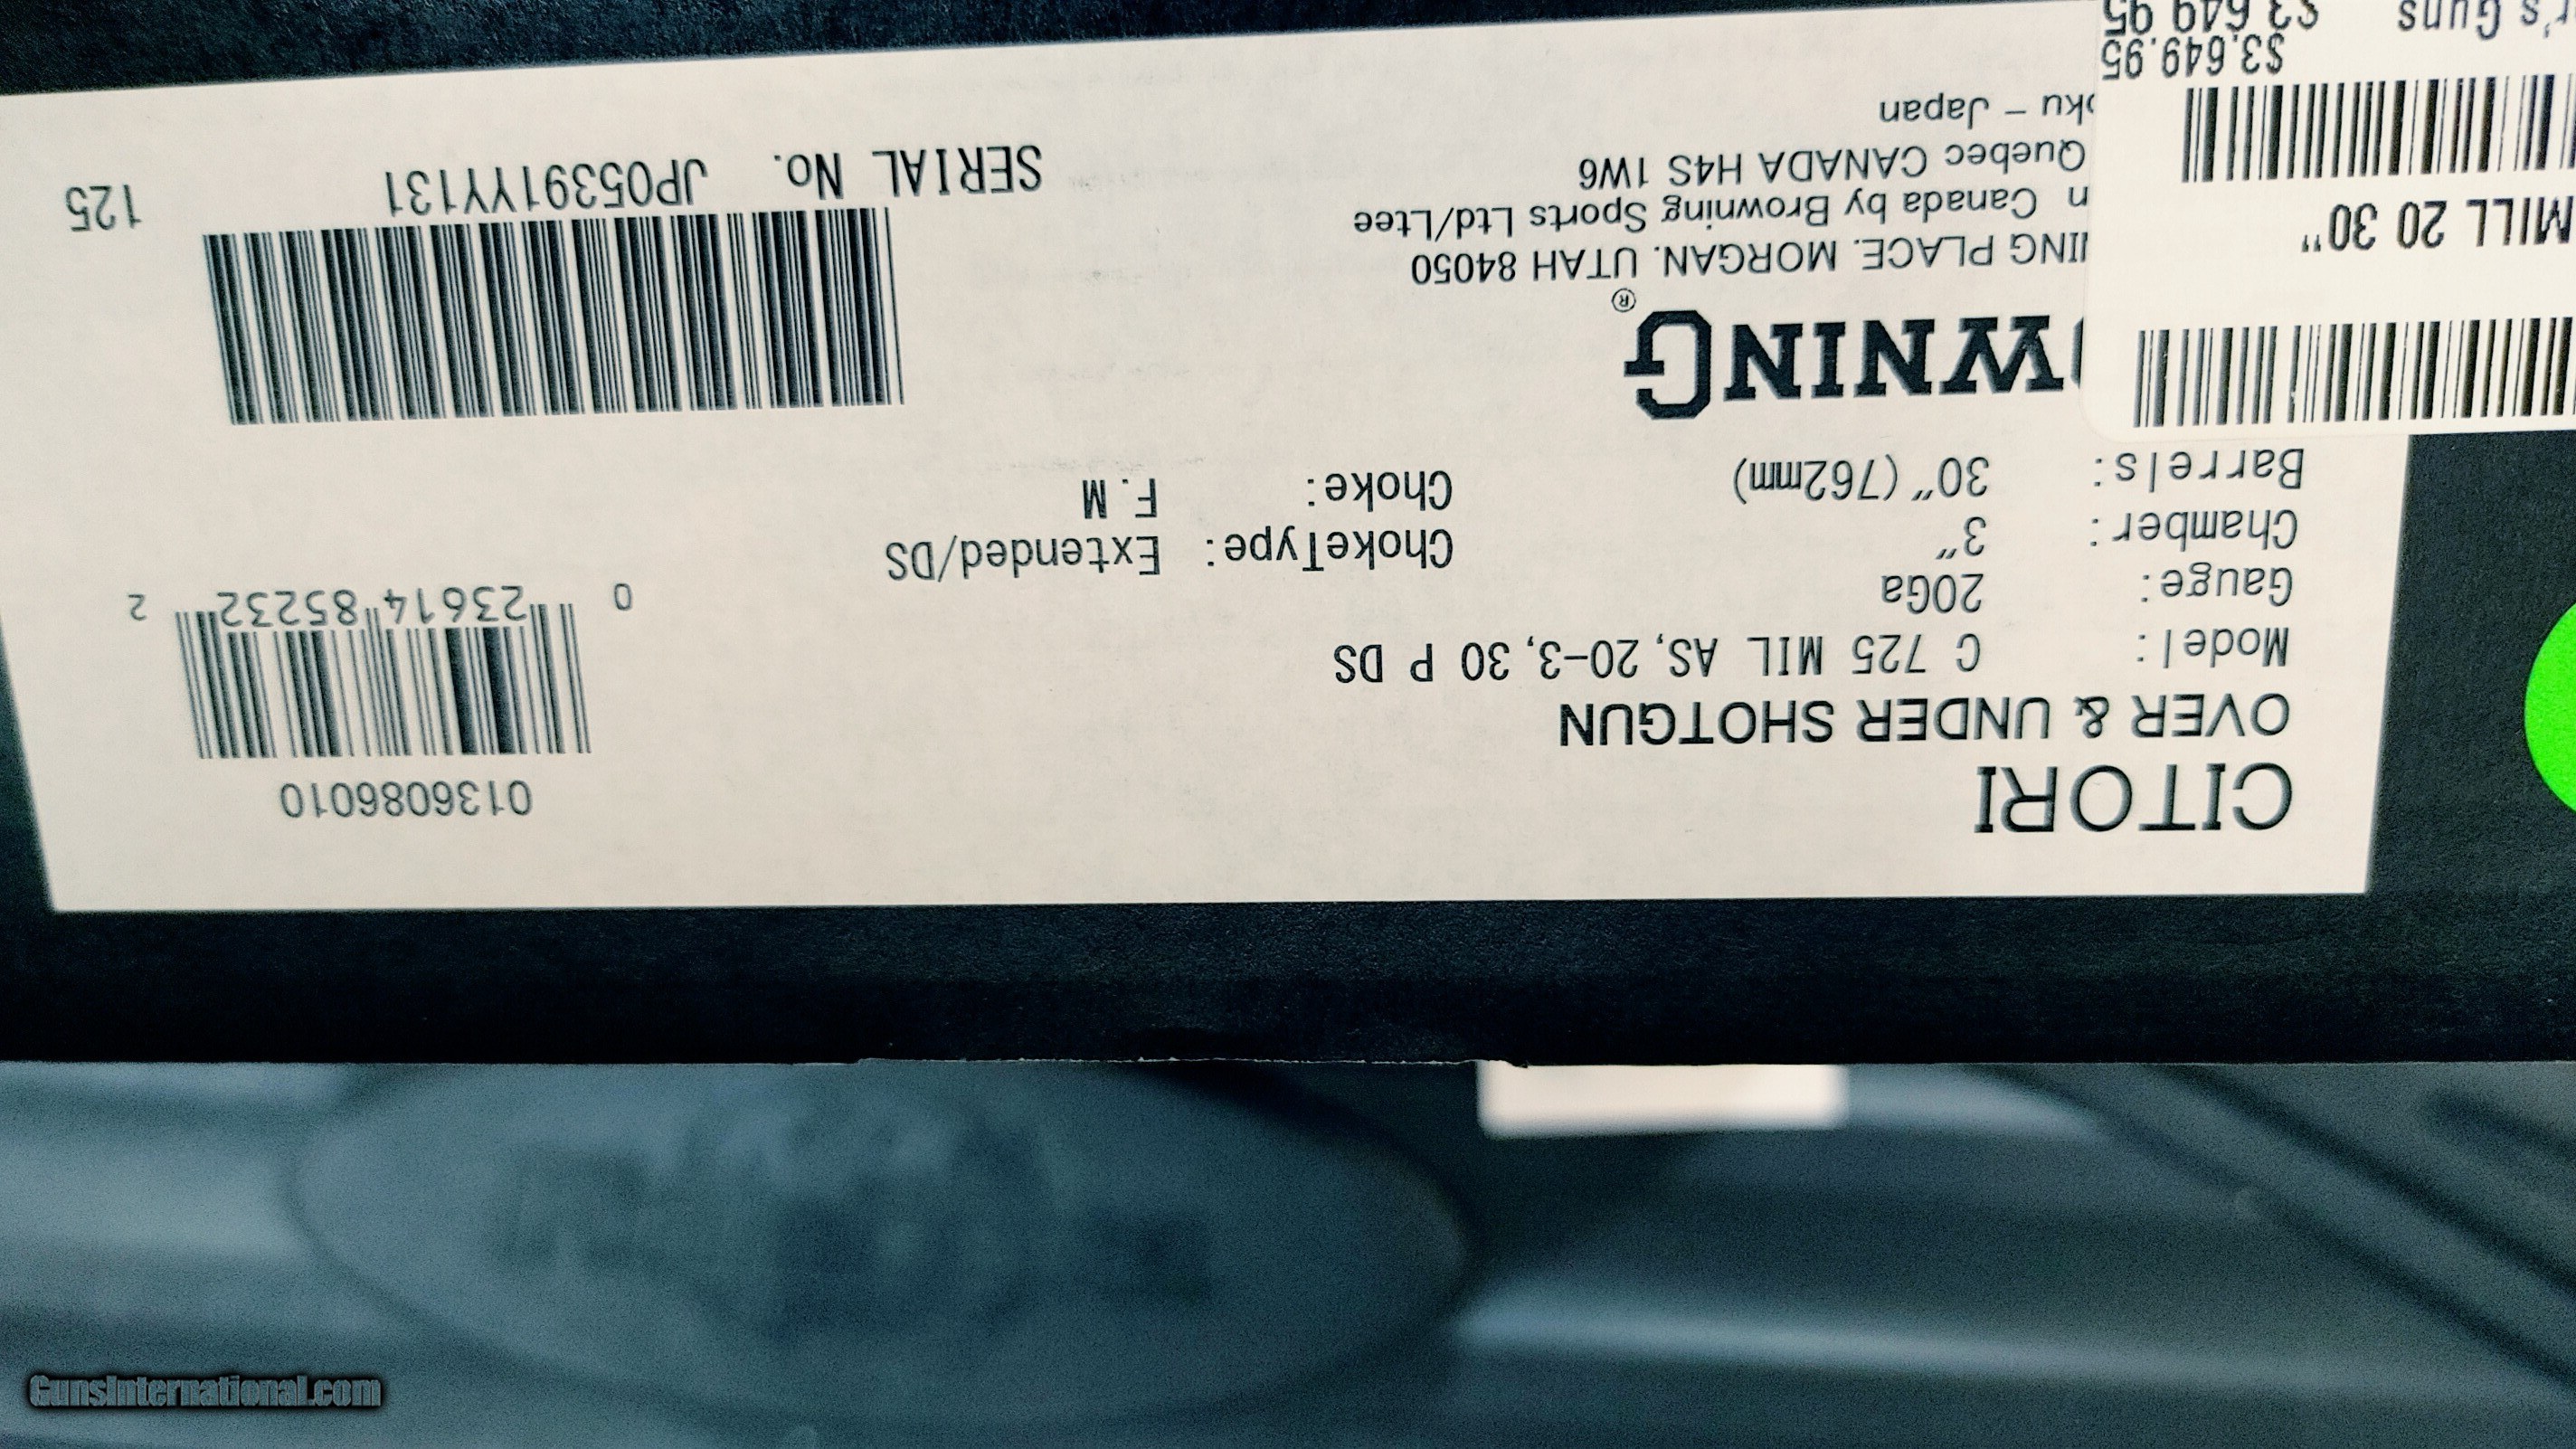 CITORI
OVER & UNDER SHOTGUN
Model: C 725 MIL AS, 20-3, 30 P DS
Gauge: 20Ga
Chamber: 3"
Barrels: 30" (762mm)
ChokeType: Extended/DS
Choke: F.M
0136086010
0 23614 85232 2
WNING®
ING PLACE. MORGAN. UTAH 84050
n Canada by Browning Sports Ltd/Ltee
Quebec CANADA H4S 1W6
oku - Japan
SERIAL No. JP05391YY131
125
MILL 20 30"
$3,649.95
r's Guns $3,649.95
GunsInternational.com